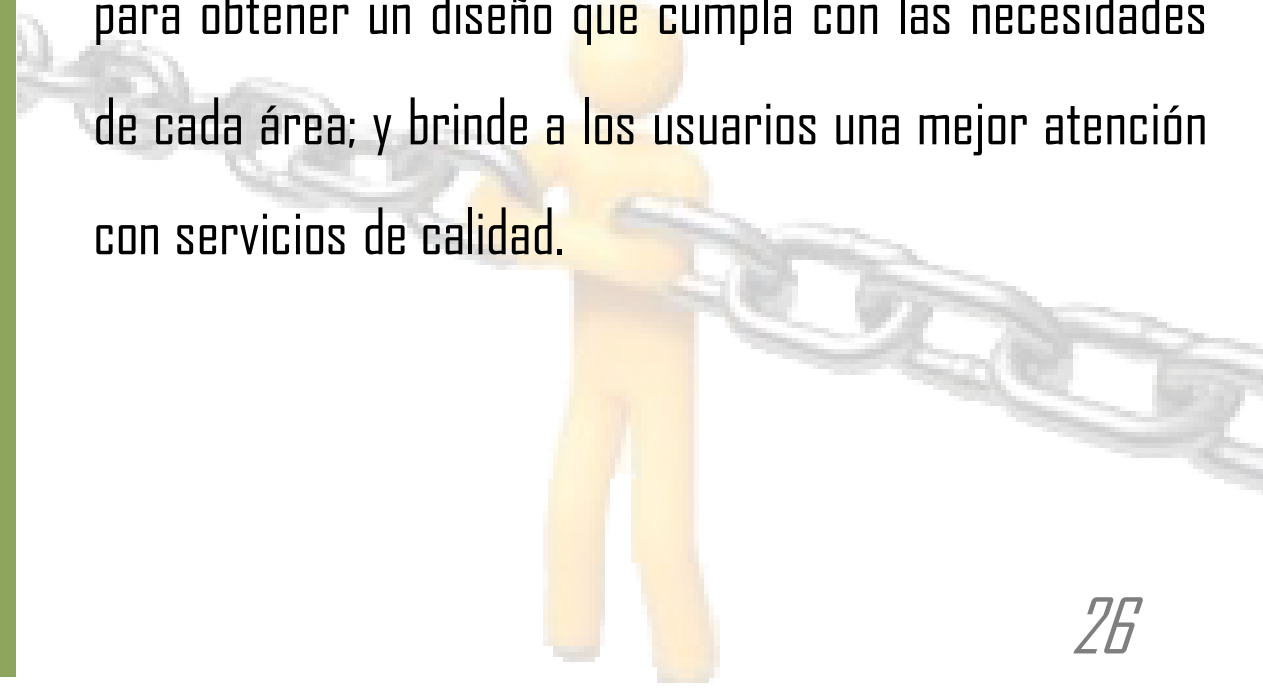 para obtener un diseño que cumpla con las necesidades
de cada área; y brinde a los usuarios una mejor atención
con servicios de calidad.
26